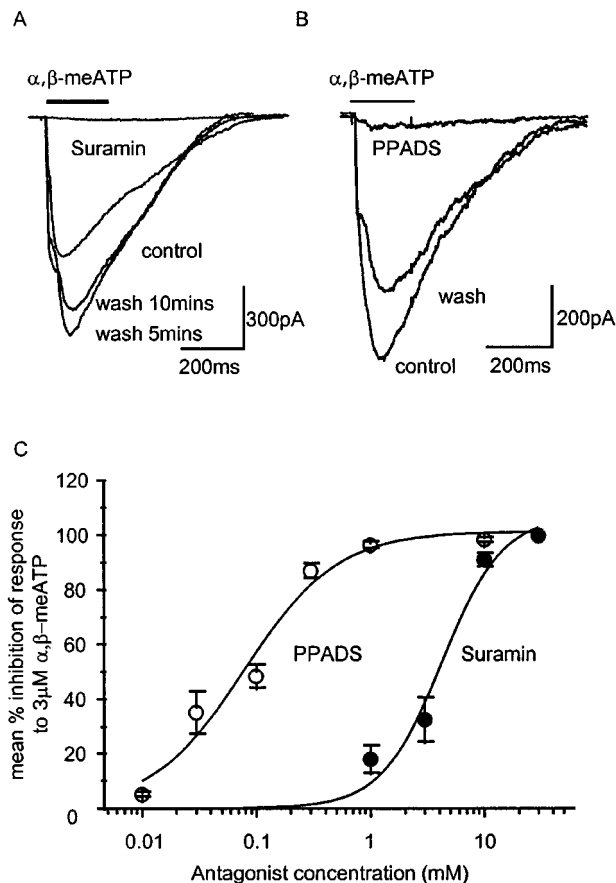 A
B
α,β-meATP
α,β-meATP
Suramin
PPADS
control
wash
wash 10mins
wash 5mins
control
300pA
200pA
200ms
200ms
C
mean % inhibition of response
to 3µM α,β–meATP
120
100
80
60
40
20
0
PPADS
Suramin
0.01
0.1
1
10
Antagonist concentration (mM)